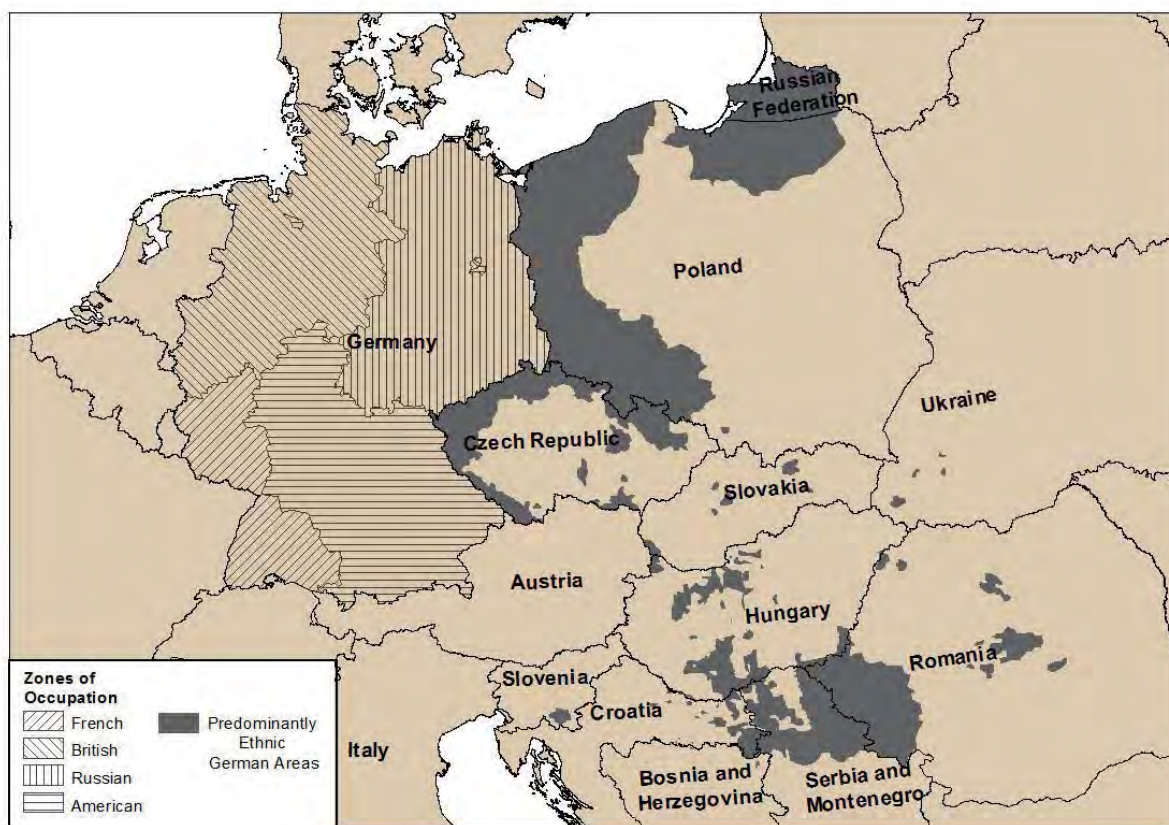 Russian
Federation
Poland
Germany
Ukraine
Czech Republic
Slovakia
Austria
Hungary
Romania
Slovenia
Croatia
Italy
Bosnia and
Herzegovina
Serbia and
Montenegro
Zones of
Occupation
French
British
Russian
American
Predominantly
Ethnic
German Areas